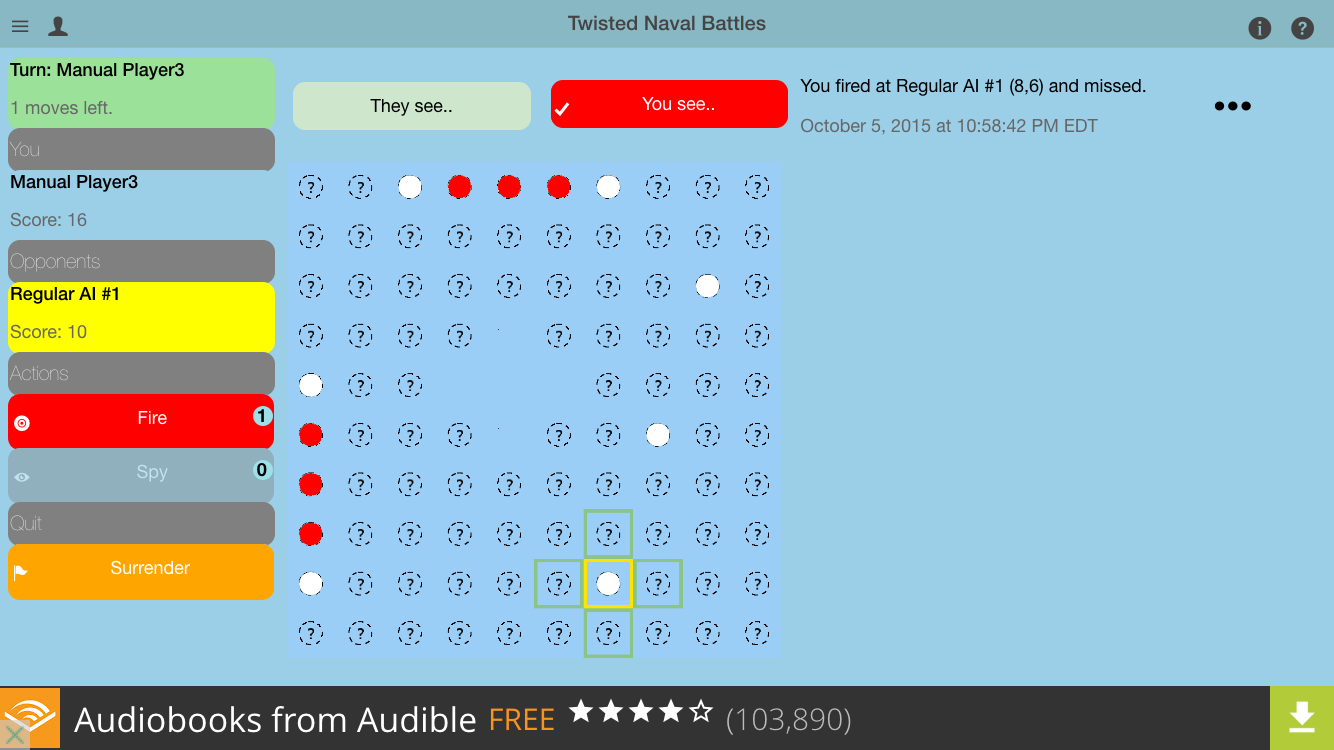 Twisted Naval Battles
Turn: Manual Player3
1 moves left.
You
Manual Player3
Score: 16
Opponents
Regular AI #1
Score: 10
Actions
Fire 1
Spy 0
Quit
Surrender
They see..
You see..
You fired at Regular AI #1 (8,6) and missed.
October 5, 2015 at 10:58:42 PM EDT
? ? ? ? ?
? ? ? ? ? ? ? ? ? ?
? ? ? ? ? ? ? ? ?
? ? ? ? ? ? ? ? ?
? ? ? ? ? ?
? ? ? ? ? ? ?
? ? ? ? ? ? ? ? ?
? ? ? ? ? ? ? ? ?
? ? ? ? ? ? ? ?
? ? ? ? ? ? ? ? ? ?
Audiobooks from Audible FREE (103,890)